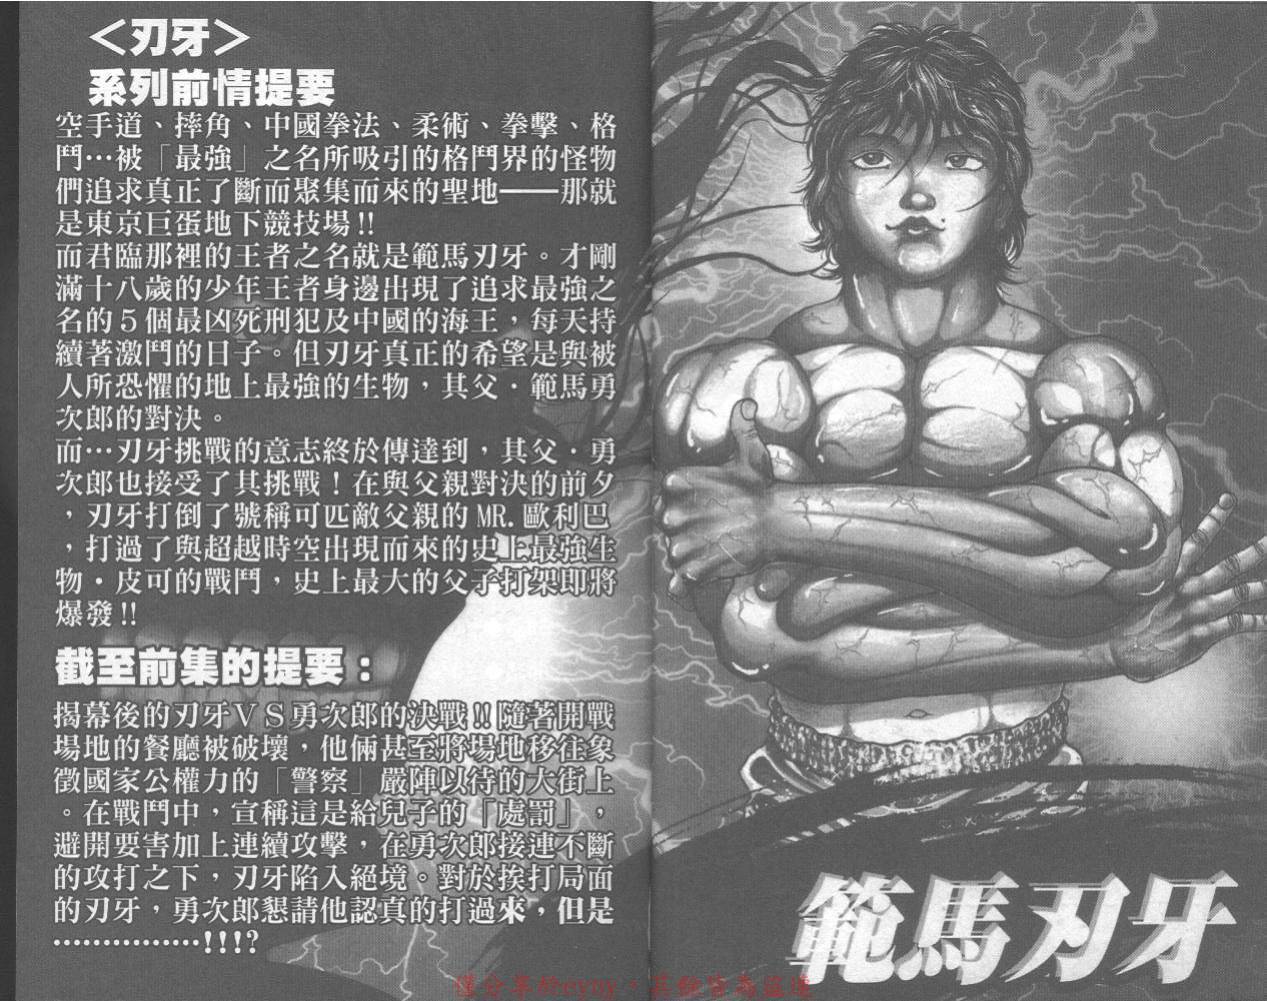 ＜刃牙＞
系列前情提要
空手道、摔角、中國拳法、柔術、拳擊、格
鬥…被「最強」之名所吸引的格鬥界的怪物
們追求真正了斷而聚集而來的聖地——那就
是東京巨蛋地下競技場!!
而君臨那裡的王者之名就是範馬刃牙。才剛
滿十八歲的少年王者身邊出現了追求最強之
名的５個最凶死刑犯及中國的海王，每天持
續著激鬥的日子。但刃牙真正的希望是與被
人所恐懼的地上最強的生物，其父・範馬勇
次郎的對決。
而…刃牙挑戰的意志終於傳達到，其父・勇
次郎也接受了其挑戰！在與父親對決的前夕
，刃牙打倒了號稱可匹敵父親的 MR. 歐利巴
，打過了與超越時空出現而來的史上最強生
物・皮可的戰鬥，史上最大的父子打架即將
爆發!!
截至前集的提要：
揭幕後的刃牙ＶＳ勇次郎的決戰!!隨著開戰
場地的餐廳被破壞，他倆甚至將場地移往象
徵國家公權力的「警察」嚴陣以待的大街上
。在戰鬥中，宣稱這是給兒子的「處罰」，
避開要害加上連續攻擊，在勇次郎接連不斷
的攻打之下，刃牙陷入絕境。對於挨打局面
的刃牙，勇次郎懇請他認真的打過來，但是
……………!!!?
範馬刃牙
僅分享於eyny，其餘皆為盜連